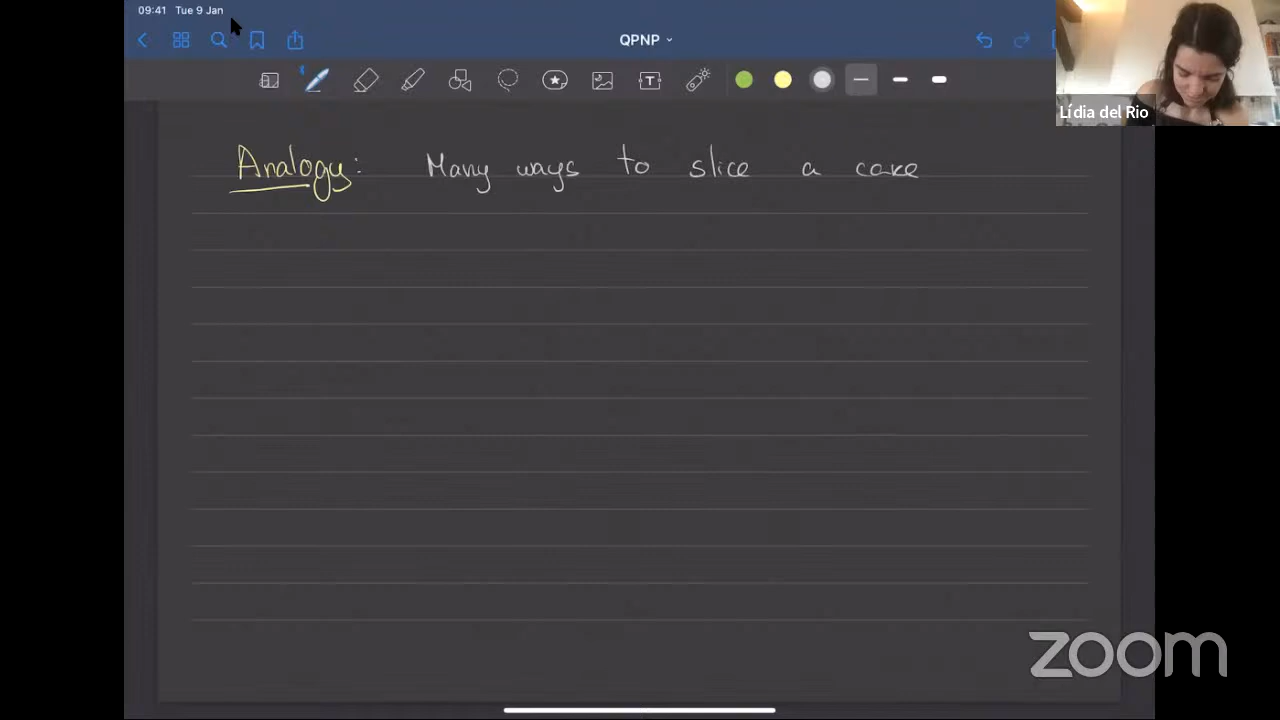 09:41 Tue 9 Jan
QPNP
Lídia del Rio
Analogy: Many ways to slice a cake
zoom